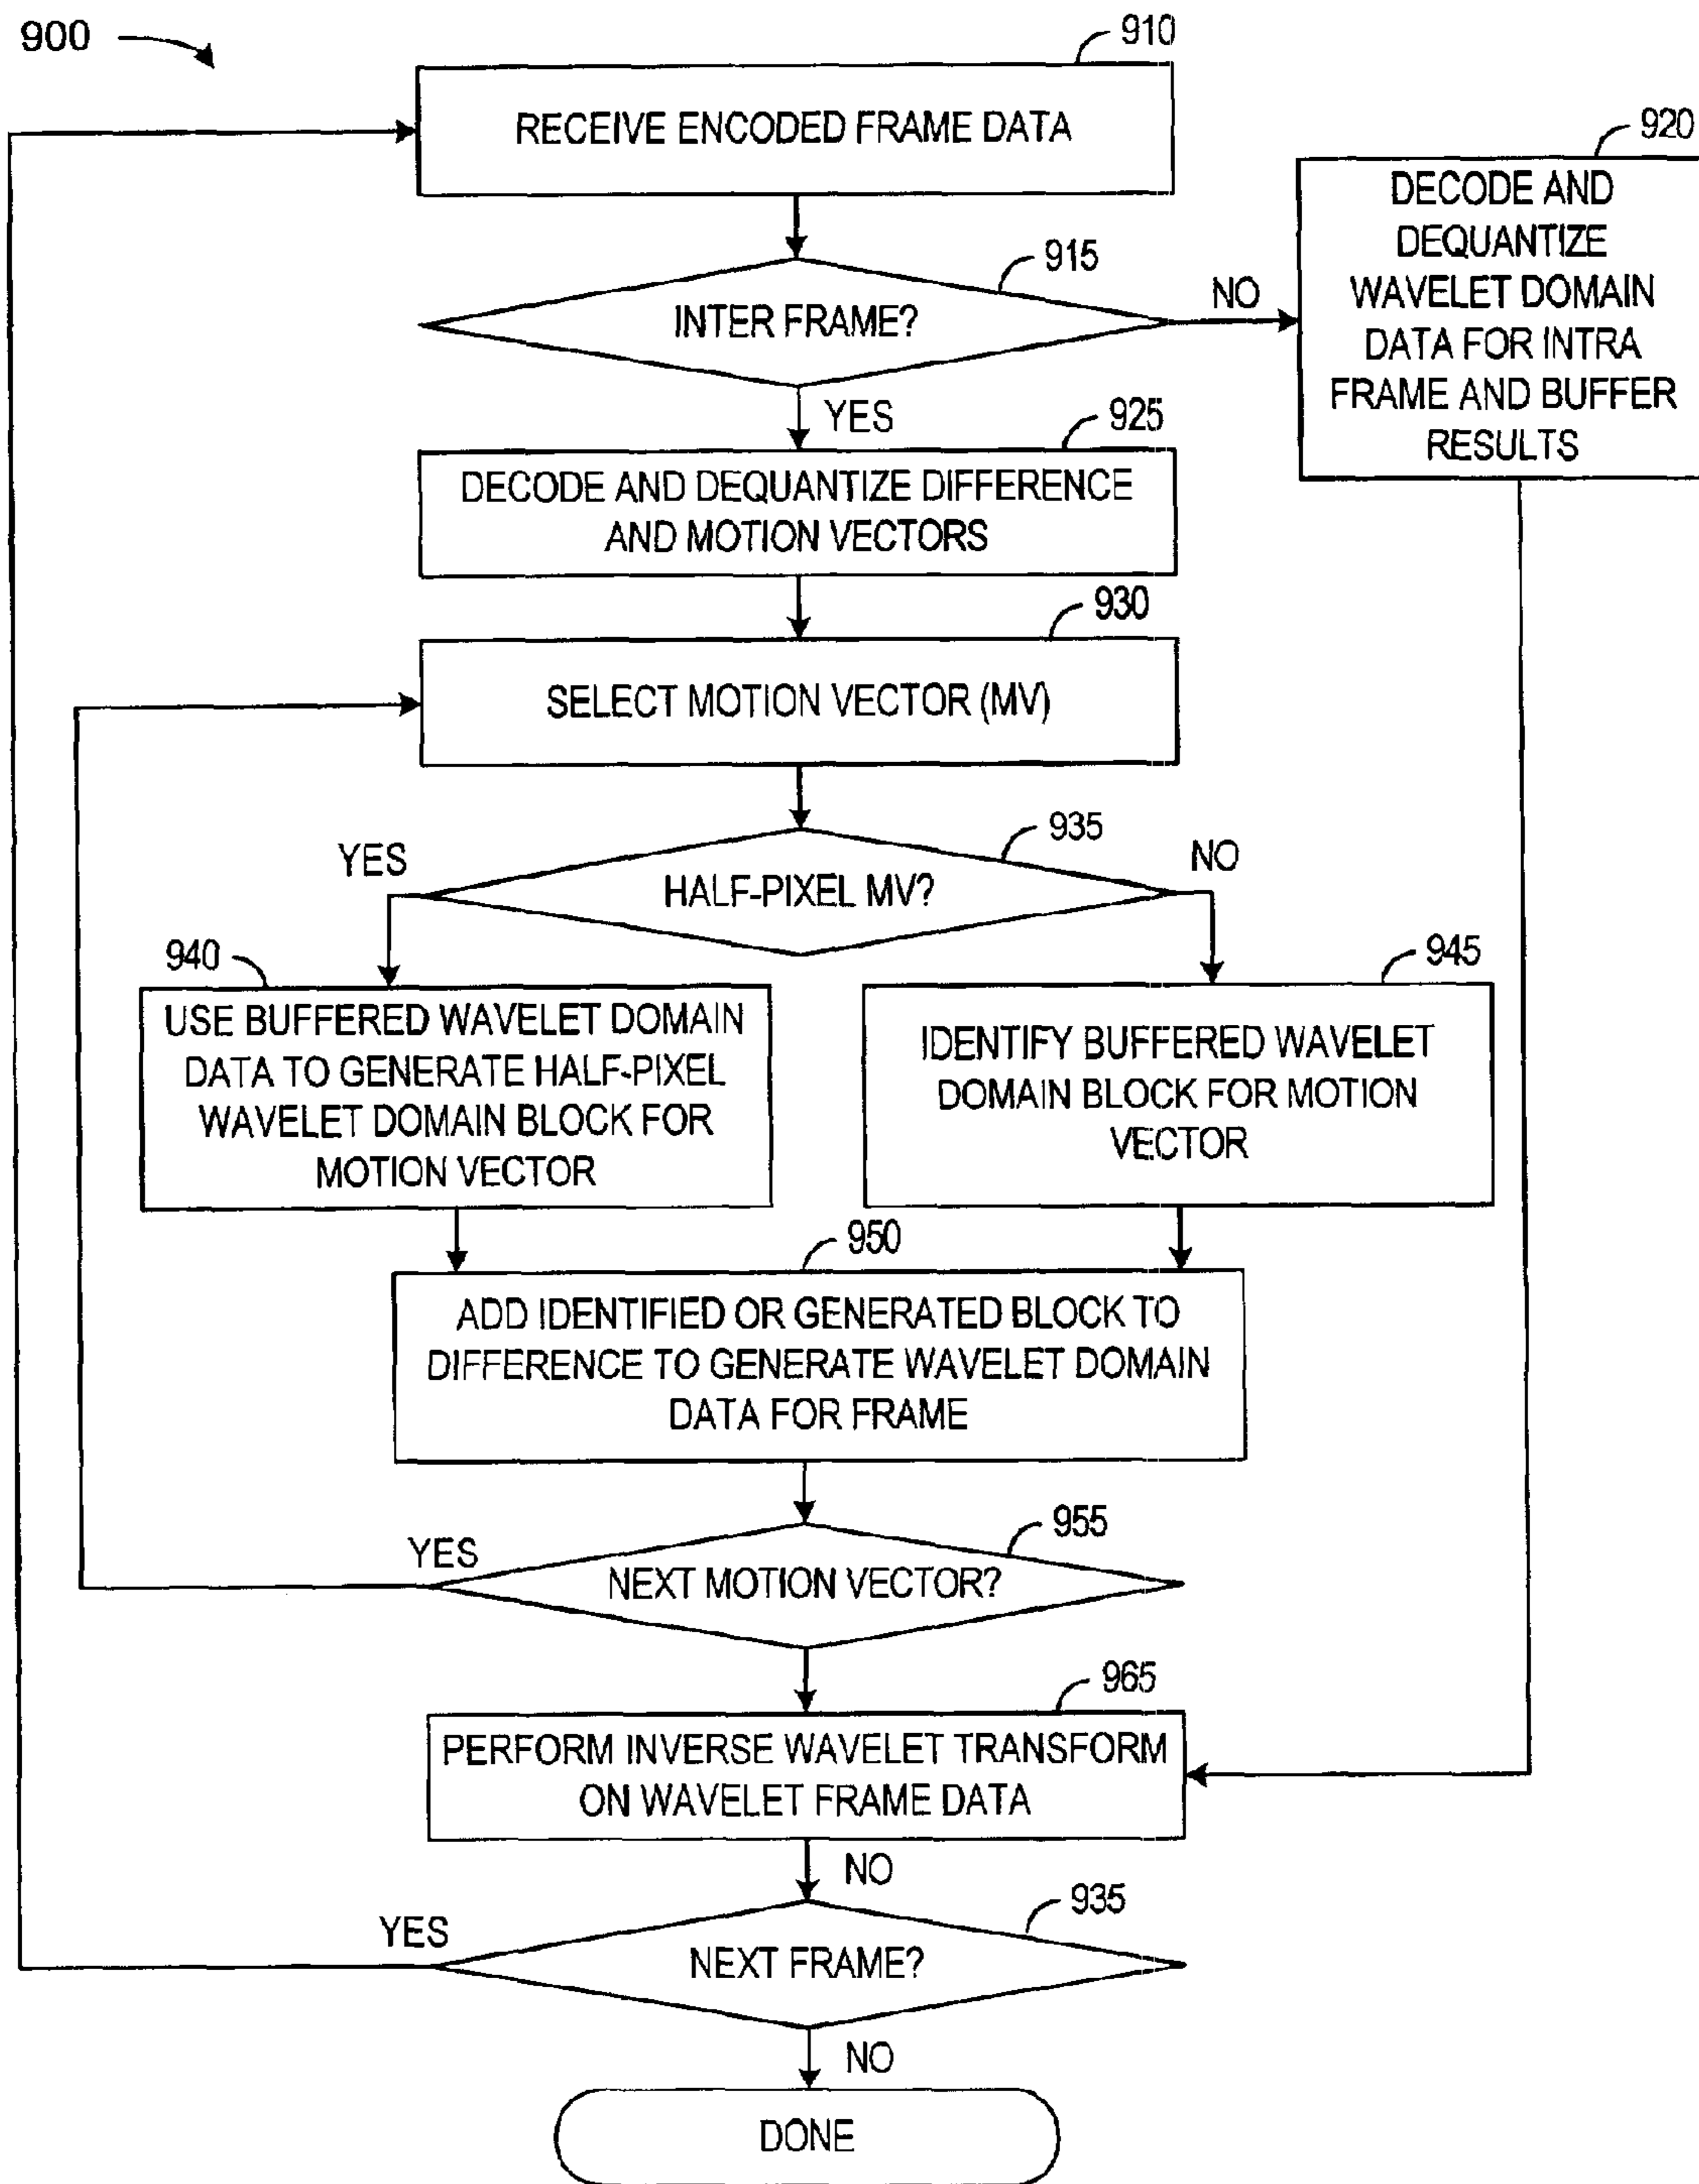 900
910
RECEIVE ENCODED FRAME DATA
920
DECODE AND
DEQUANTIZE
WAVELET DOMAIN
DATA FOR INTRA
FRAME AND BUFFER
RESULTS
915
INTER FRAME?
NO
YES
925
DECODE AND DEQUANTIZE DIFFERENCE
AND MOTION VECTORS
930
SELECT MOTION VECTOR (MV)
935
HALF-PIXEL MV?
YES
NO
940
USE BUFFERED WAVELET DOMAIN
DATA TO GENERATE HALF-PIXEL
WAVELET DOMAIN BLOCK FOR
MOTION VECTOR
945
IDENTIFY BUFFERED WAVELET
DOMAIN BLOCK FOR MOTION
VECTOR
950
ADD IDENTIFIED OR GENERATED BLOCK TO
DIFFERENCE TO GENERATE WAVELET DOMAIN
DATA FOR FRAME
955
YES
NEXT MOTION VECTOR?
965
PERFORM INVERSE WAVELET TRANSFORM
ON WAVELET FRAME DATA
NO
935
YES
NEXT FRAME?
NO
DONE